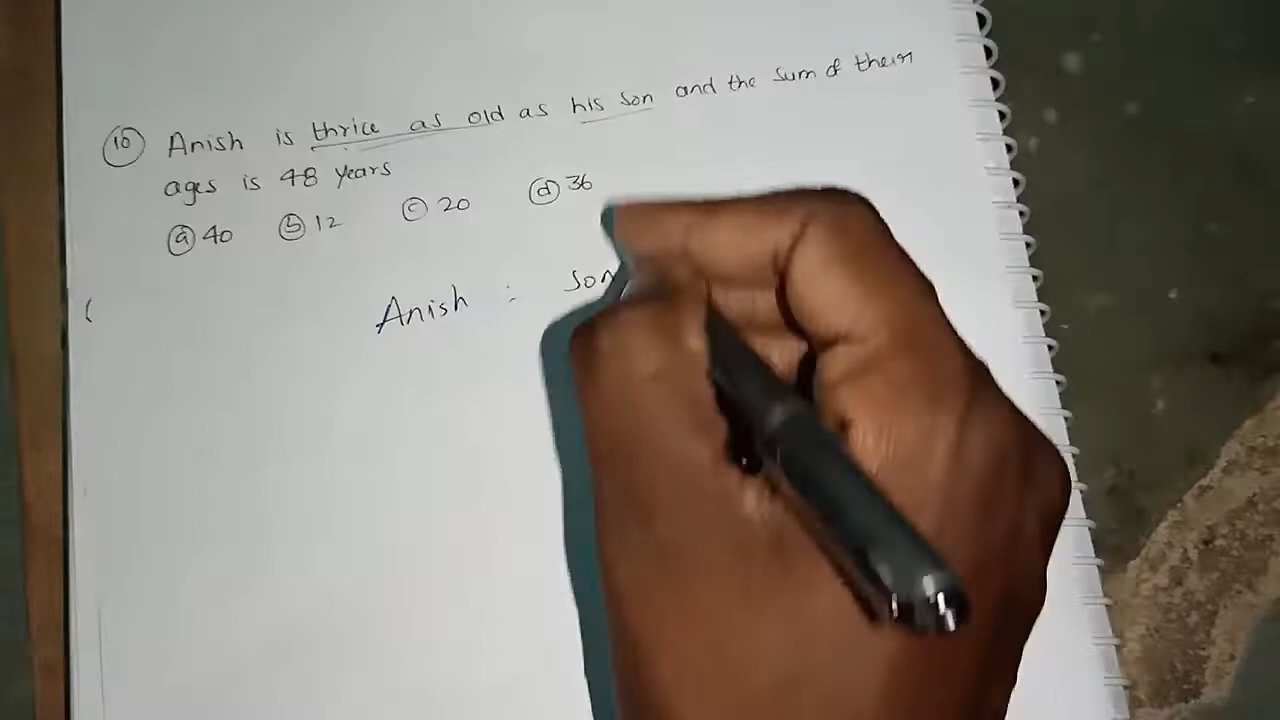 10 Anish is thrice as old as his son and the sum of their
ages is 48 years
a 40 b 12 c 20 d 36
Anish : Son